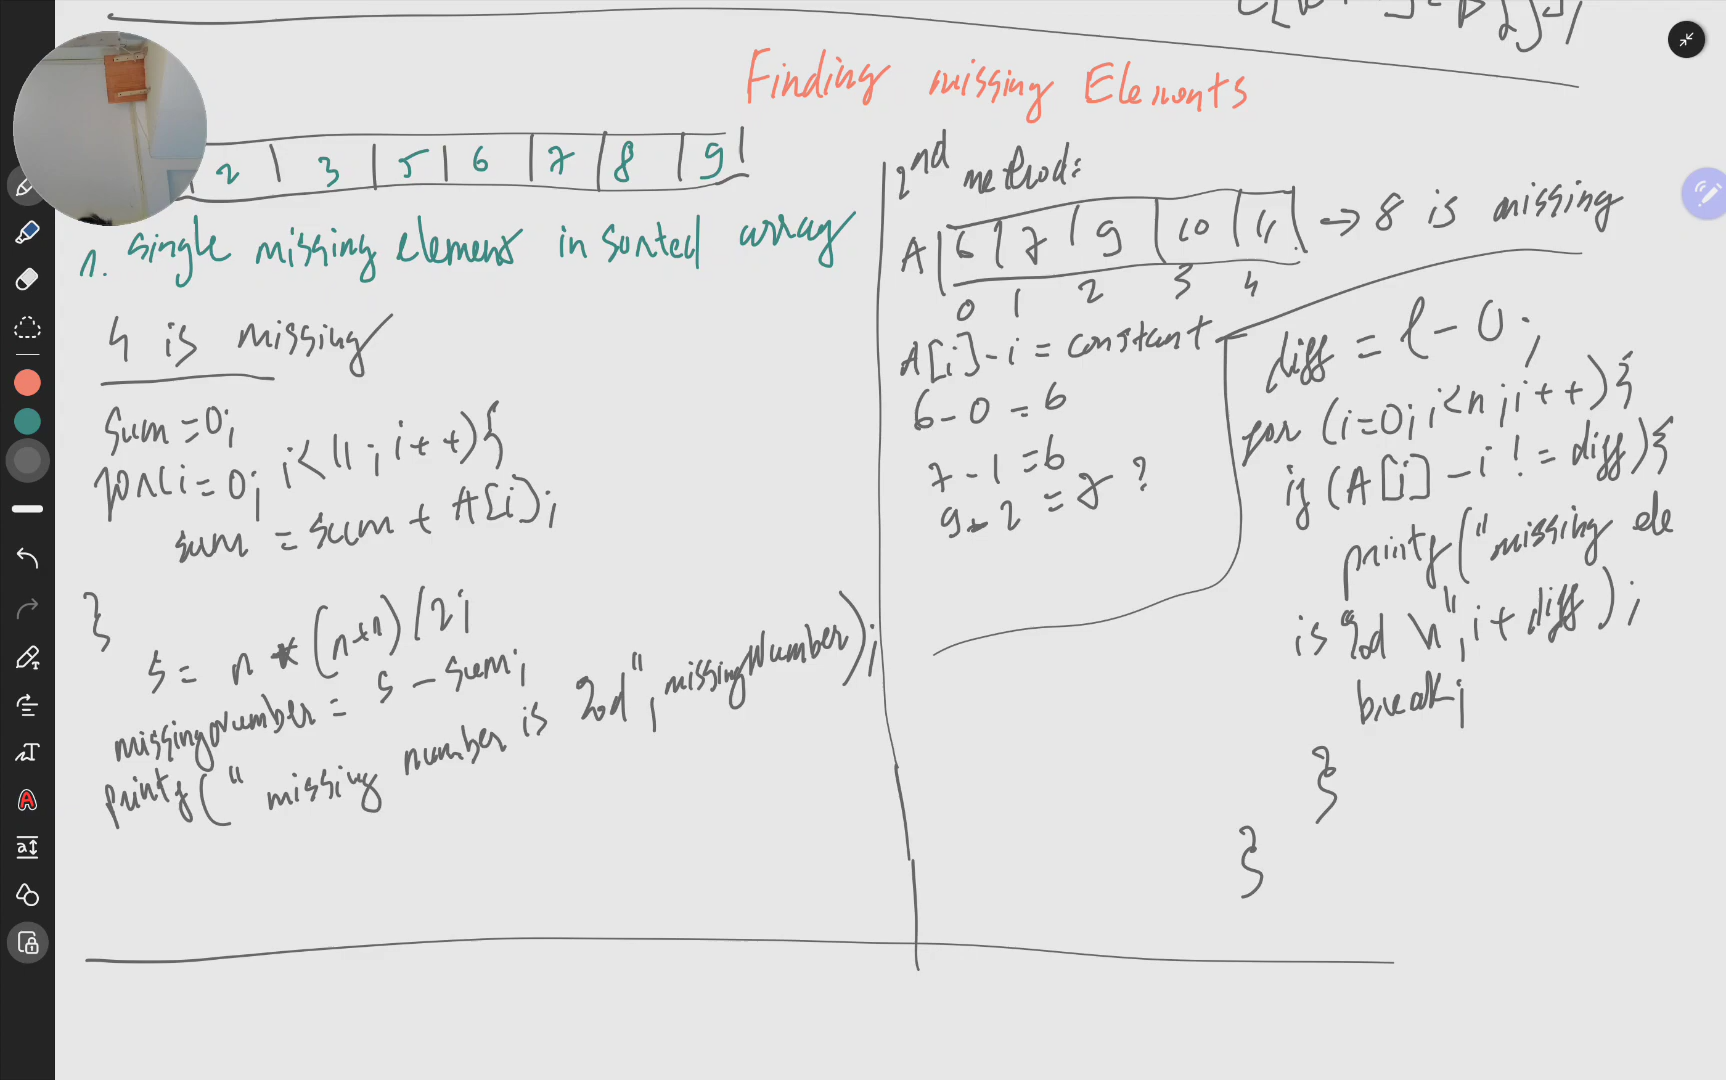 Finding missing Elements
2 | 3 | 5 | 6 | 7 | 8 | 9
1. single missing element in sorted array
4 is missing
sum = 0;
for(i=0; i<11; i++){
sum = sum + A[i];
}
s = n * (n+1)/2;
missingNumber = s - sum;
printf(" missing number is %d", missingNumber);
2nd method:
A 6 | 7 | 9 | 10 | 11 → 8 is missing
0 1 2 3 4
A[i]-i = constant
6-0=6
7-1=6
9-2=7?
diff = l - 0;
for (i=0; i<n; i++){
if (A[i]-i != diff){
printf("missing ele
is %d \n", i+diff);
break;
}
}